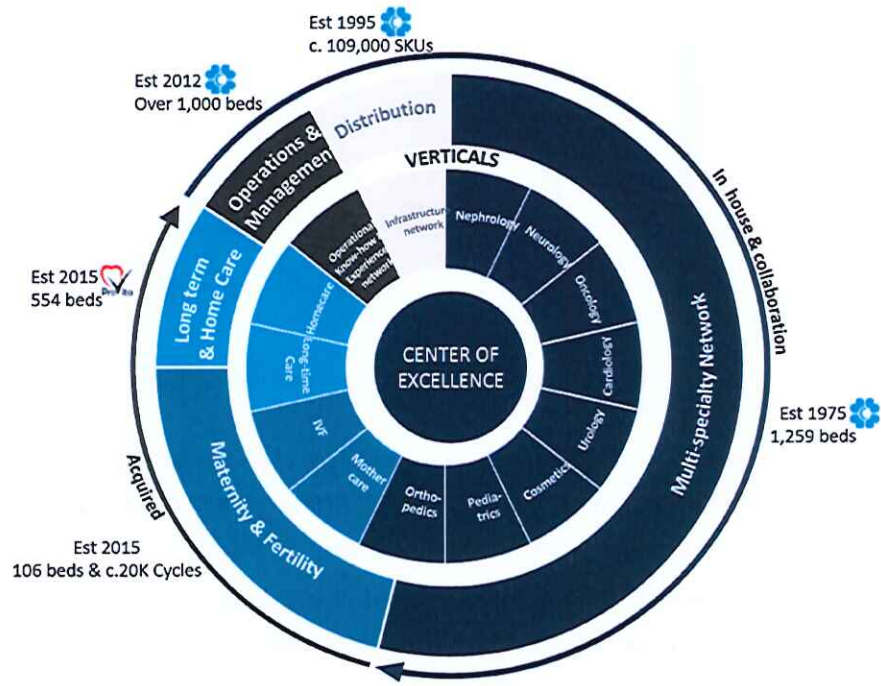 Est 1995
c. 109,000 SKUs
Est 2012
Over 1,000 beds
Distribution
Operations &
Management
VERTICALS
In house & collaboration
Infrastructure
network
Nephrology
Neurology
Operational
Know-how
Experience
network
Est 2015
554 beds
Long term
& Home Care
Homecare
Oncology
Long-time
Care
Cardiology
CENTER OF
EXCELLENCE
Multi-specialty Network
Est 1975
1,259 beds
IVF
Urology
Mother
care
Cosmetics
Ortho-
pedics
Pedia-
trics
Acquired
Maternity & Fertility
Est 2015
106 beds & c.20K Cycles